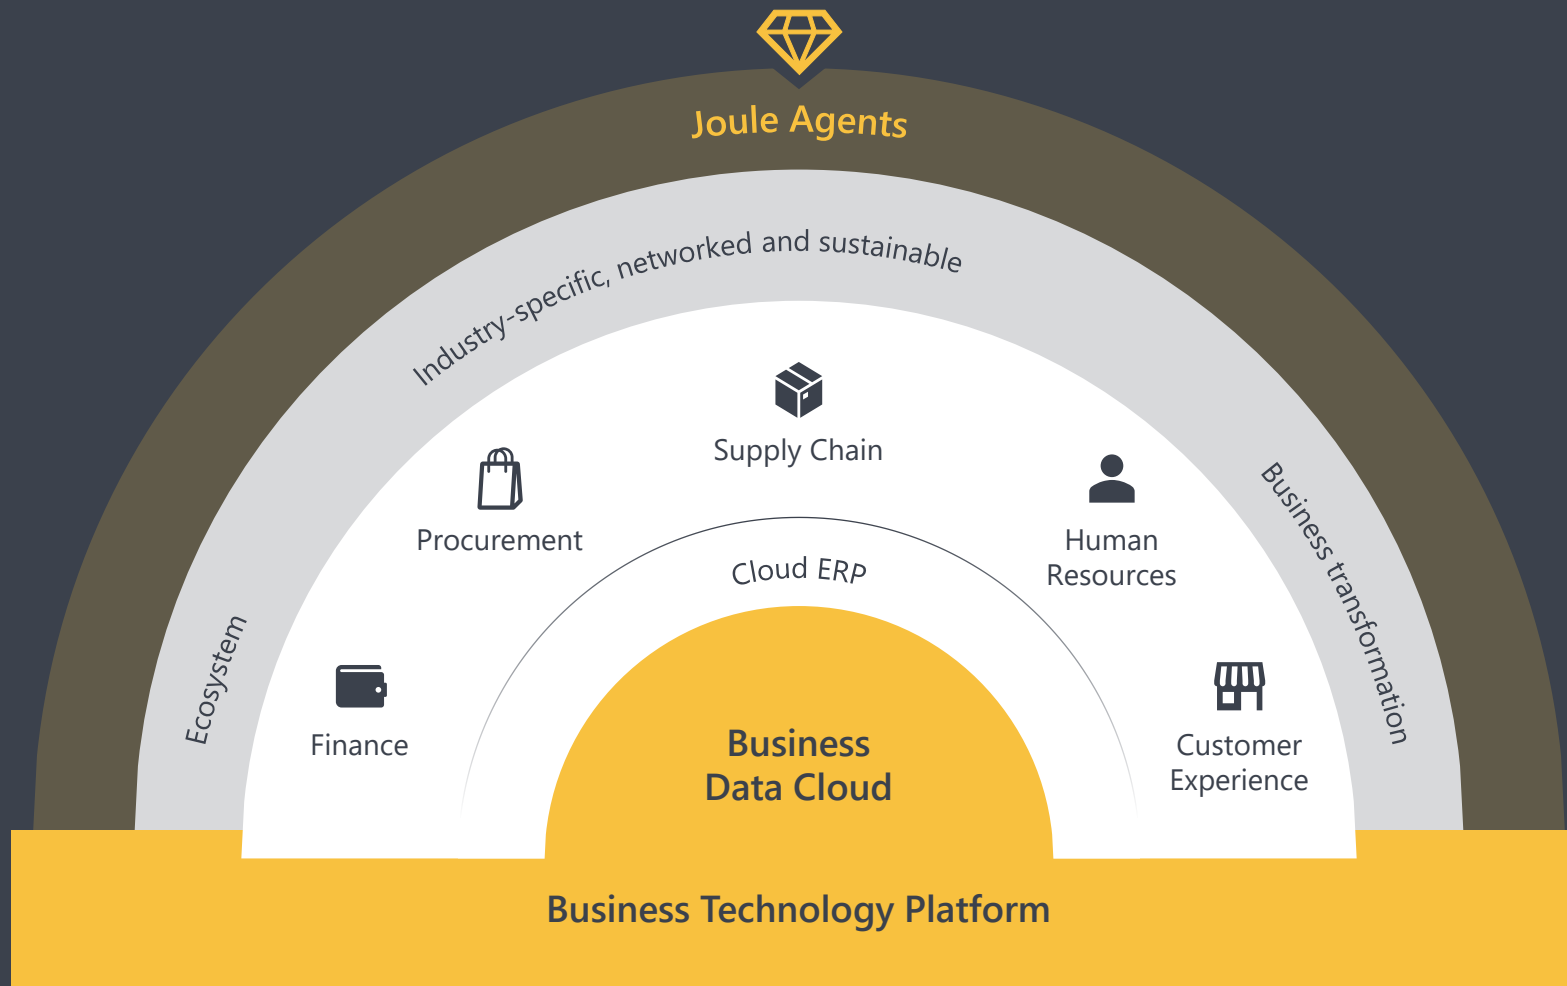 Joule Agents
Industry-specific, networked and sustainable
Supply Chain
Procurement
Human
Resources
Business transformation
Cloud ERP
Ecosystem
Finance
Customer
Experience
Business
Data Cloud
Business Technology Platform